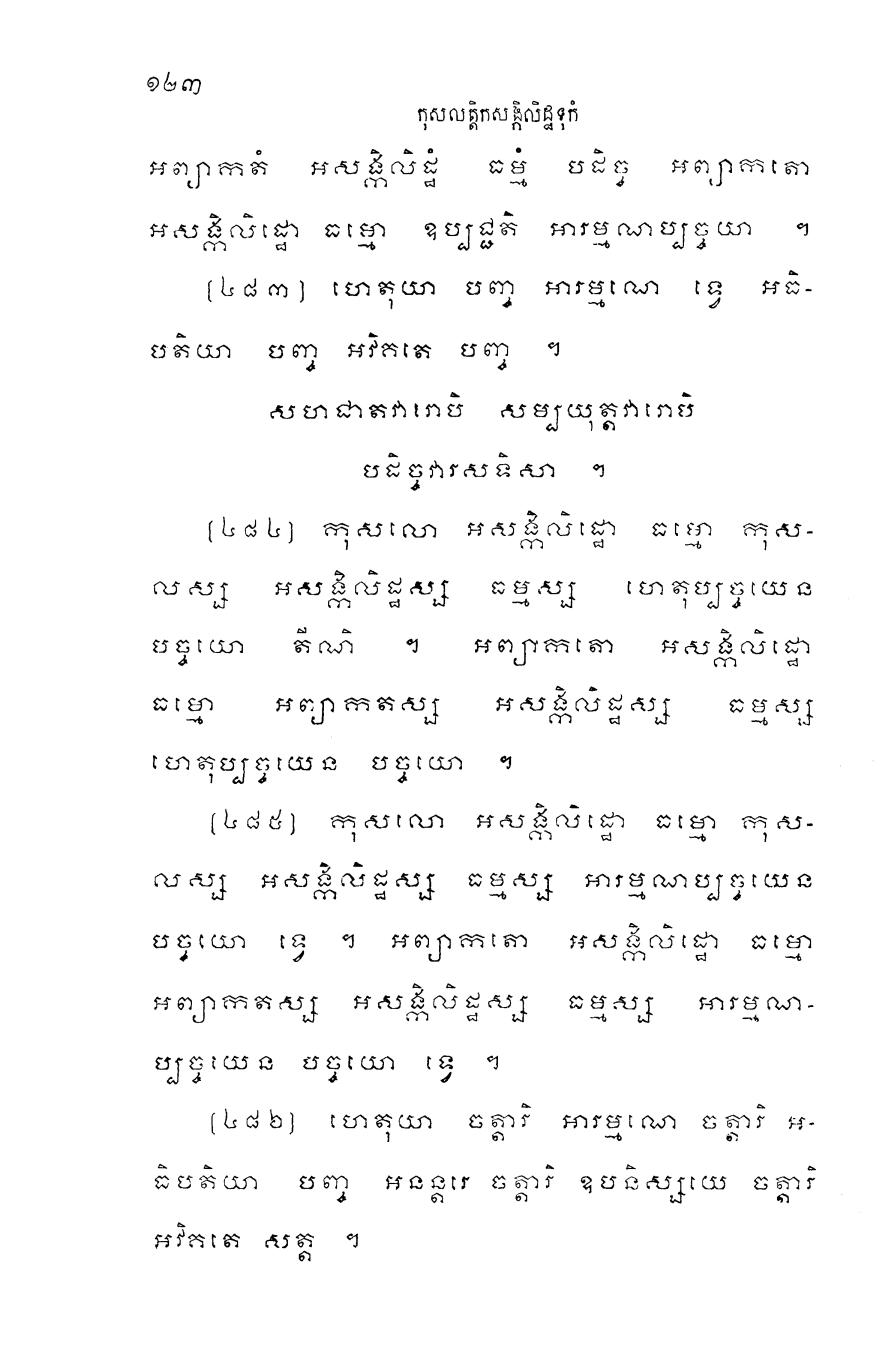 ១៤៣
កុសលត្តិកសង្កិលិដ្ឋទុកំ
អព្យាកតំ អសង្កិលិដ្ឋំ ធម្មំ បដិច្ច អព្យាកតោ
អសង្កិលិដ្ឋោ ធម្មោ ឧប្បជ្ជតិ អារម្មណប្បច្ចយា ។
[៤៨៣] ហេតុយា បញ្ច អារម្មណេ ទ្វេ អធិ-
បតិយា បញ្ច អវិគតេ បញ្ច ។
សហជាតវារោបិ សម្បយុត្តវារោបិ
បដិច្ចវារសទិសា ។
[៤៨៤] កុសលោ អសង្កិលិដ្ឋោ ធម្មោ កុស-
លស្ស អសង្កិលិដ្ឋស្ស ធម្មស្ស ហេតុប្បច្ចយេន
បច្ចយោ តីណិ ។ អព្យាកតោ អសង្កិលិដ្ឋោ
ធម្មោ អព្យាកតស្ស អសង្កិលិដ្ឋស្ស ធម្មស្ស
ហេតុប្បច្ចយេន បច្ចយោ ។
[៤៨៥] កុសលោ អសង្កិលិដ្ឋោ ធម្មោ កុស-
លស្ស អសង្កិលិដ្ឋស្ស ធម្មស្ស អារម្មណប្បច្ចយេន
បច្ចយោ ទ្វេ ។ អព្យាកតោ អសង្កិលិដ្ឋោ ធម្មោ
អព្យាកតស្ស អសង្កិលិដ្ឋស្ស ធម្មស្ស អារម្មណ-
ប្បច្ចយេន បច្ចយោ ទ្វេ ។
[៤៨៦] ហេតុយា ចត្តារិ អារម្មណេ ចត្តារិ អ-
ធិបតិយា បញ្ច អនន្តរេ ចត្តារិ ឧបនិស្សយេ ចត្តារិ
អវិគតេ សត្ត ។